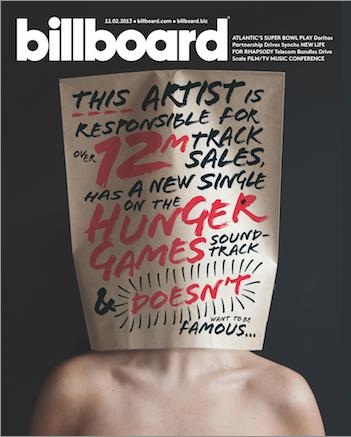 11.02.2013 • billboard.com • billboard.biz
billboard
ATLANTIC'S SUPER BOWL PLAY Doritos
Partnership Drives Synchs NEW LIFE
FOR RHAPSODY Telecom Bundles Drive
Scale FILM/TV MUSIC CONFERENCE
THIS ARTIST IS
RESPONSIBLE FOR
OVER 12M TRACK
SALES,
HAS A NEW SINGLE
ON THE
HUNGER
GAMES SOUND-
TRACK
& DOESN'T
WANT TO BE
FAMOUS...